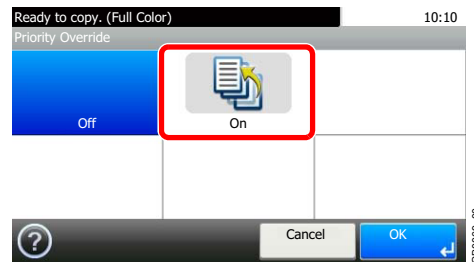 Ready to copy. (Full Color) 10:10
Priority Override
Off On
?
Cancel OK